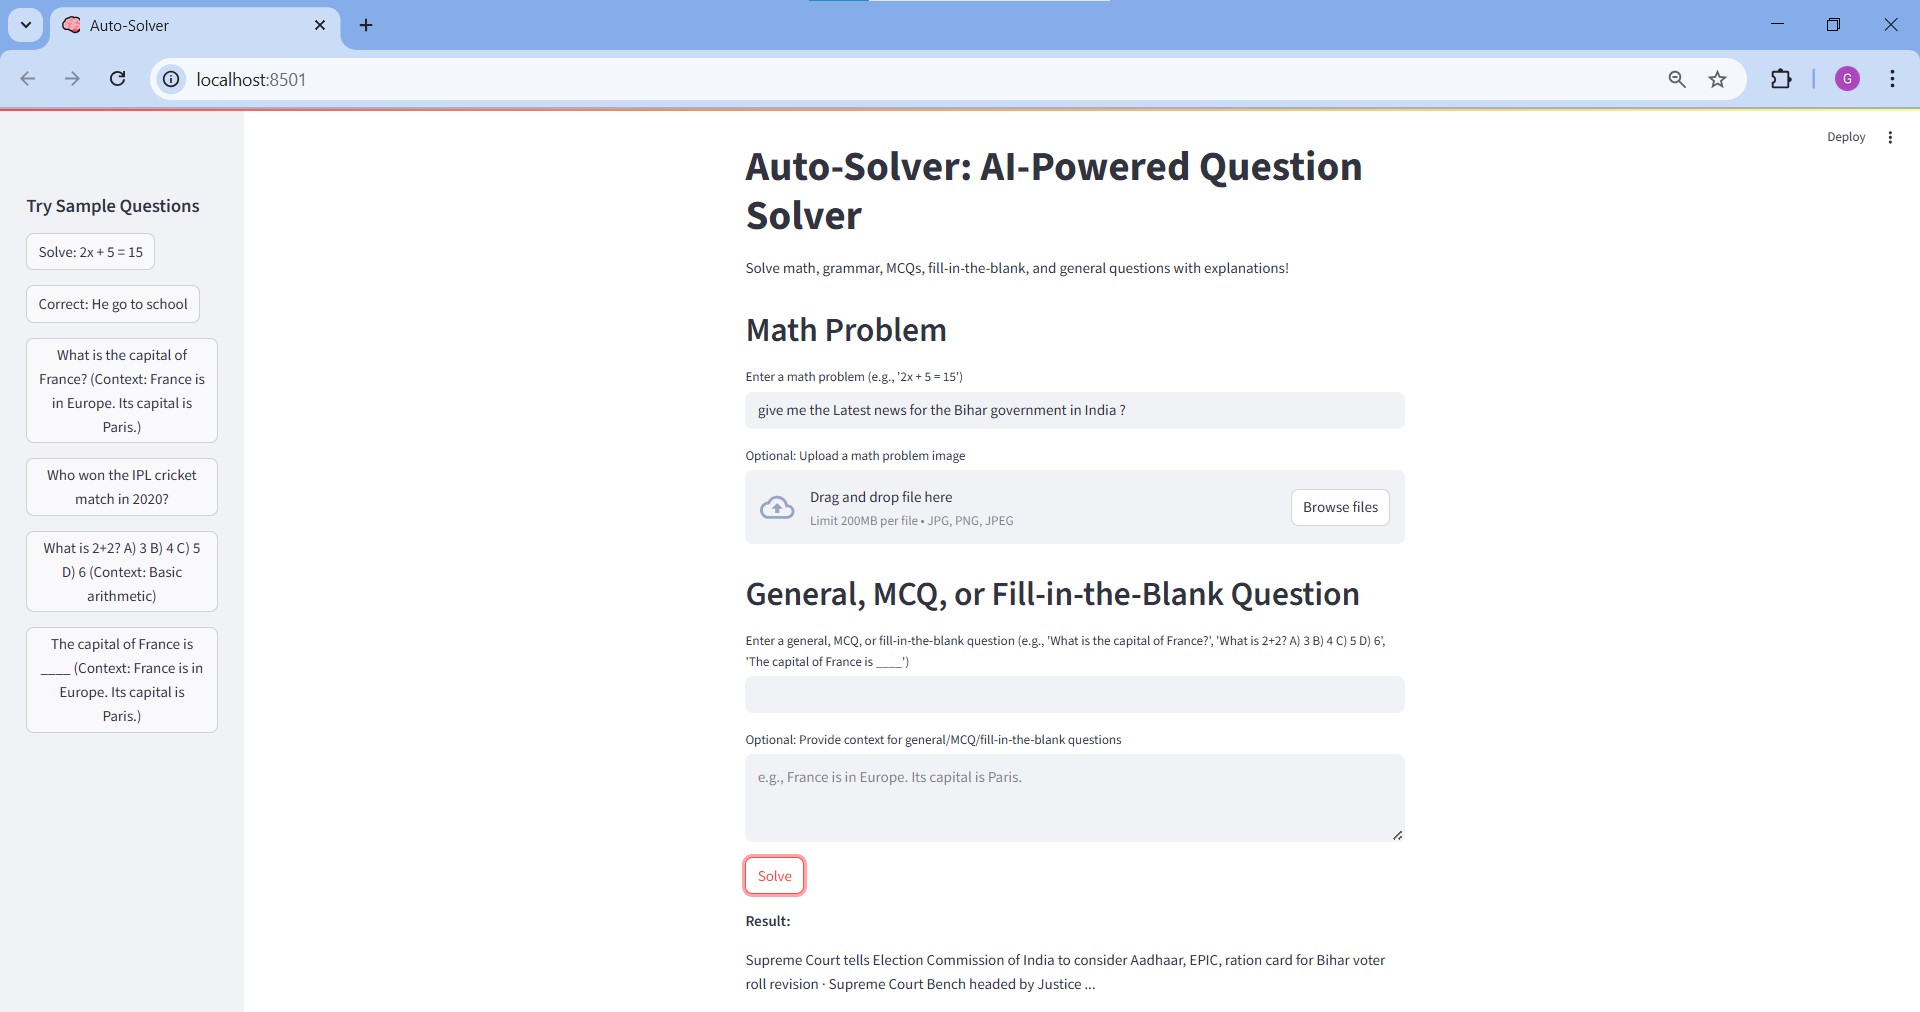 Auto-Solver
localhost:8501
G
Deploy
Try Sample Questions
Solve: 2x + 5 = 15
Correct: He go to school
What is the capital of
France? (Context: France is
in Europe. Its capital is
Paris.)
Who won the IPL cricket
match in 2020?
What is 2+2? A) 3 B) 4 C) 5
D) 6 (Context: Basic
arithmetic)
The capital of France is
____ (Context: France is in
Europe. Its capital is
Paris.)
Auto-Solver: AI-Powered Question
Solver
Solve math, grammar, MCQs, fill-in-the-blank, and general questions with explanations!
Math Problem
Enter a math problem (e.g., '2x + 5 = 15')
give me the Latest news for the Bihar government in India ?
Optional: Upload a math problem image
Drag and drop file here
Limit 200MB per file • JPG, PNG, JPEG
Browse files
General, MCQ, or Fill-in-the-Blank Question
Enter a general, MCQ, or fill-in-the-blank question (e.g., 'What is the capital of France?', 'What is 2+2? A) 3 B) 4 C) 5 D) 6',
'The capital of France is ____')
Optional: Provide context for general/MCQ/fill-in-the-blank questions
e.g., France is in Europe. Its capital is Paris.
Solve
Result:
Supreme Court tells Election Commission of India to consider Aadhaar, EPIC, ration card for Bihar voter
roll revision · Supreme Court Bench headed by Justice ...